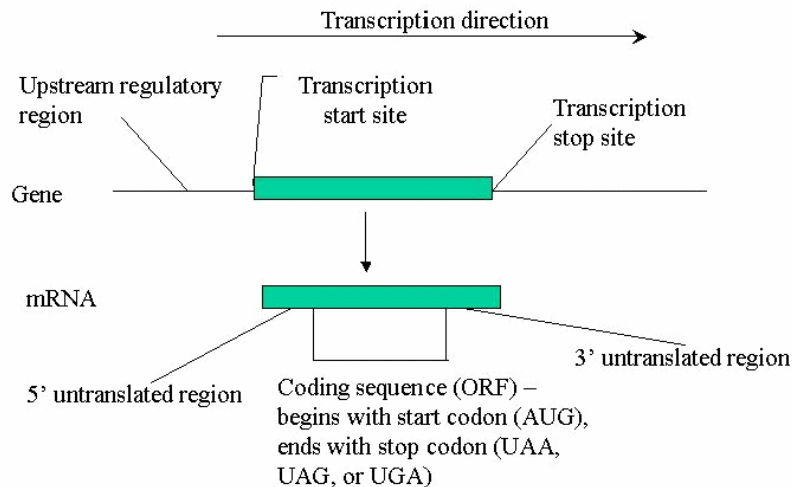 Transcription direction
Upstream regulatory
region
Transcription
start site
Transcription
stop site
Gene
mRNA
5’ untranslated region
3’ untranslated region
Coding sequence (ORF) –
begins with start codon (AUG),
ends with stop codon (UAA,
UAG, or UGA)